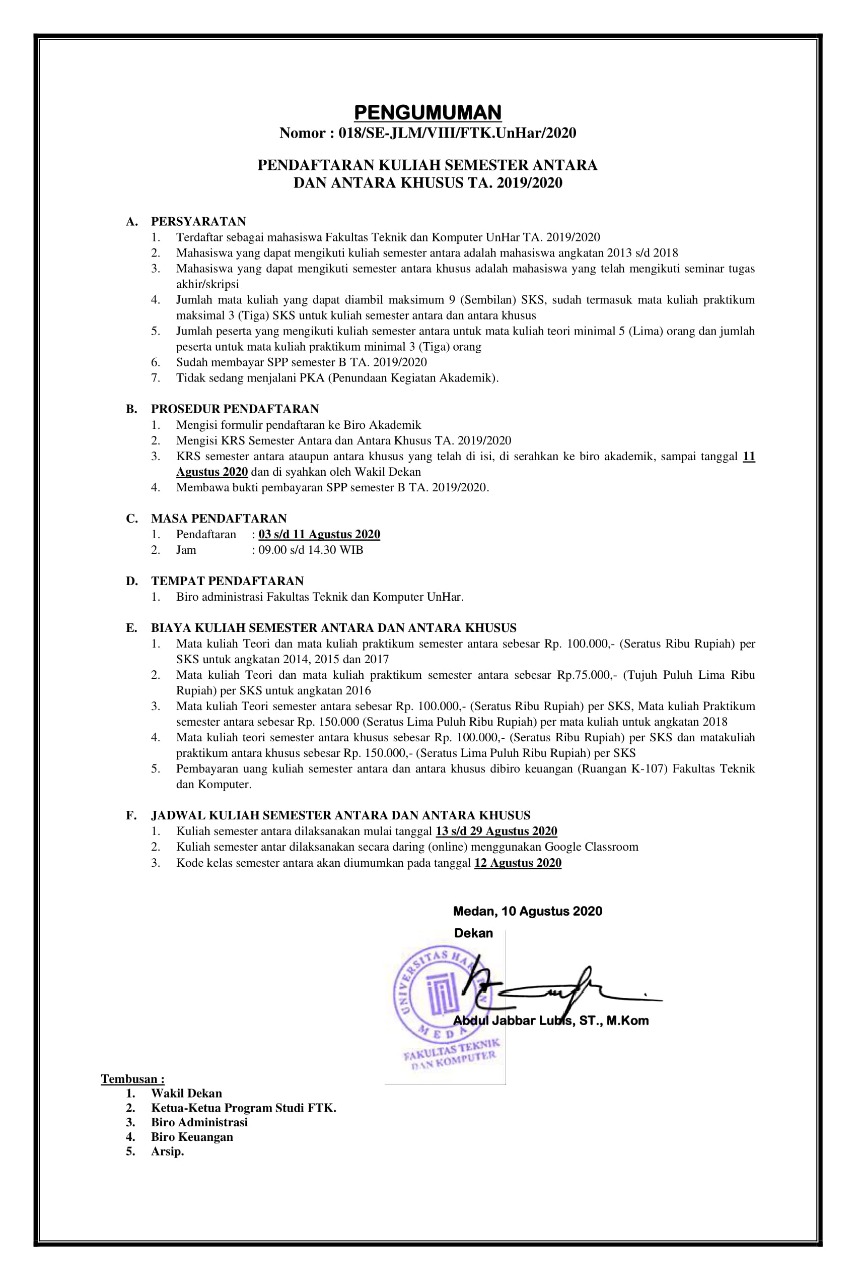 PENGUMUMAN
Nomor : 018/SE-JLM/VIII/FTK.UnHar/2020
PENDAFTARAN KULIAH SEMESTER ANTARA
DAN ANTARA KHUSUS TA. 2019/2020
A. PERSYARATAN
1. Terdaftar sebagai mahasiswa Fakultas Teknik dan Komputer UnHar TA. 2019/2020
2. Mahasiswa yang dapat mengikuti kuliah semester antara adalah mahasiswa angkatan 2013 s/d 2018
3. Mahasiswa yang dapat mengikuti semester antara khusus adalah mahasiswa yang telah mengikuti seminar tugas
akhir/skripsi
4. Jumlah mata kuliah yang dapat diambil maksimum 9 (Sembilan) SKS, sudah termasuk mata kuliah praktikum
maksimal 3 (Tiga) SKS untuk kuliah semester antara dan antara khusus
5. Jumlah peserta yang mengikuti kuliah semester antara untuk mata kuliah teori minimal 5 (Lima) orang dan jumlah
peserta untuk mata kuliah praktikum minimal 3 (Tiga) orang
6. Sudah membayar SPP semester B TA. 2019/2020
7. Tidak sedang menjalani PKA (Penundaan Kegiatan Akademik).
B. PROSEDUR PENDAFTARAN
1. Mengisi formulir pendaftaran ke Biro Akademik
2. Mengisi KRS Semester Antara dan Antara Khusus TA. 2019/2020
3. KRS semester antara ataupun antara khusus yang telah di isi, di serahkan ke biro akademik, sampai tanggal 11
Agustus 2020 dan di syahkan oleh Wakil Dekan
4. Membawa bukti pembayaran SPP semester B TA. 2019/2020.
C. MASA PENDAFTARAN
1. Pendaftaran : 03 s/d 11 Agustus 2020
2. Jam : 09.00 s/d 14.30 WIB
D. TEMPAT PENDAFTARAN
1. Biro administrasi Fakultas Teknik dan Komputer UnHar.
E. BIAYA KULIAH SEMESTER ANTARA DAN ANTARA KHUSUS
1. Mata kuliah Teori dan mata kuliah praktikum semester antara sebesar Rp. 100.000,- (Seratus Ribu Rupiah) per
SKS untuk angkatan 2014, 2015 dan 2017
2. Mata kuliah Teori dan mata kuliah praktikum semester antara sebesar Rp.75.000,- (Tujuh Puluh Lima Ribu
Rupiah) per SKS untuk angkatan 2016
3. Mata kuliah Teori semester antara sebesar Rp. 100.000,- (Seratus Ribu Rupiah) per SKS, Mata kuliah Praktikum
semester antara sebesar Rp. 150.000 (Seratus Lima Puluh Ribu Rupiah) per mata kuliah untuk angkatan 2018
4. Mata kuliah teori semester antara khusus sebesar Rp. 100.000,- (Seratus Ribu Rupiah) per SKS dan matakuliah
praktikum antara khusus sebesar Rp. 150.000,- (Seratus Lima Puluh Ribu Rupiah) per SKS
5. Pembayaran uang kuliah semester antara dan antara khusus dibiro keuangan (Ruangan K-107) Fakultas Teknik
dan Komputer.
F. JADWAL KULIAH SEMESTER ANTARA DAN ANTARA KHUSUS
1. Kuliah semester antara dilaksanakan mulai tanggal 13 s/d 29 Agustus 2020
2. Kuliah semester antar dilaksanakan secara daring (online) menggunakan Google Classroom
3. Kode kelas semester antara akan diumumkan pada tanggal 12 Agustus 2020
Medan, 10 Agustus 2020
Dekan
UNIVERSITAS
MEDAN
Abdul Jabbar Lubis, ST., M.Kom
FAKULTAS TEKNIK
DAN KOMPUTER
Tembusan :
1. Wakil Dekan
2. Ketua-Ketua Program Studi FTK.
3. Biro Administrasi
4. Biro Keuangan
5. Arsip.